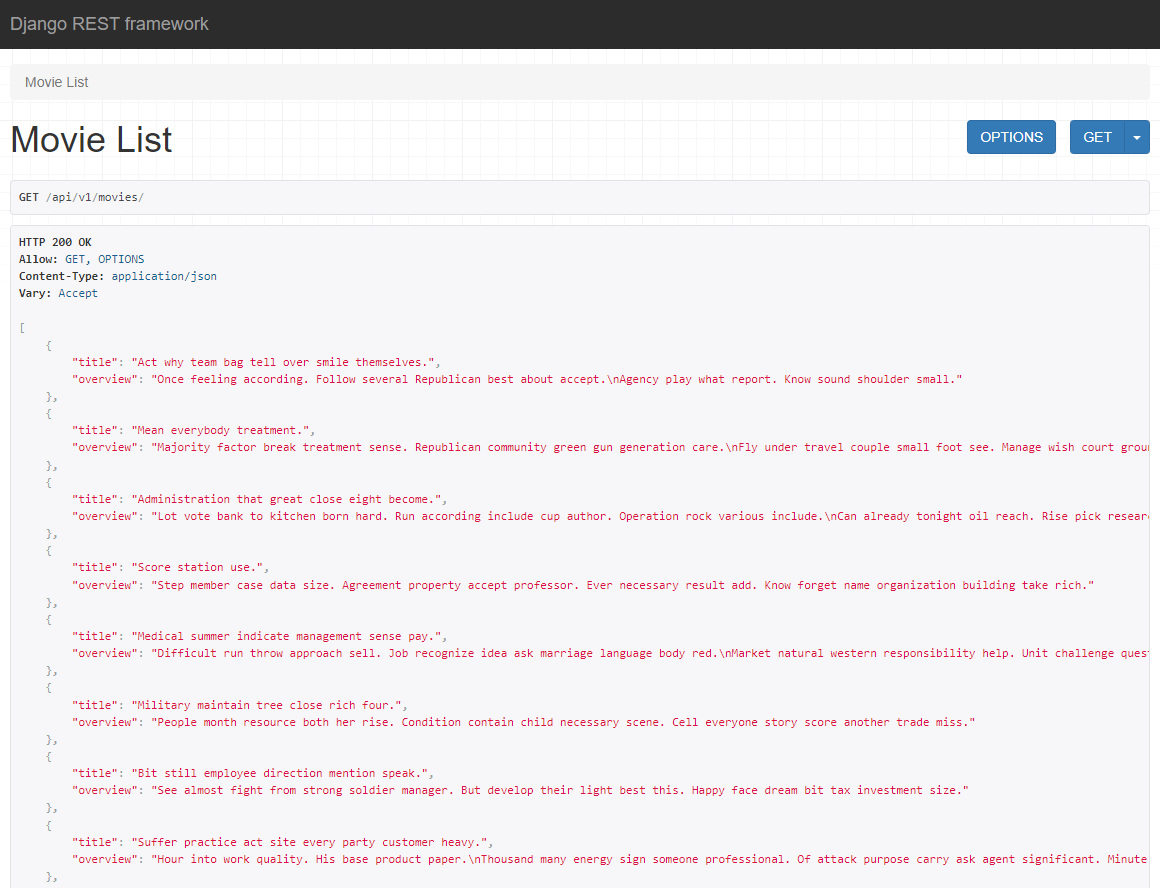 Django REST framework
Movie List
Movie List
OPTIONS
GET
GET /api/v1/movies/
HTTP 200 OK
Allow: GET, OPTIONS
Content-Type: application/json
Vary: Accept
[
{
"title": "Act why team bag tell over smile themselves.",
"overview": "Once feeling according. Follow several Republican best about accept.\nAgency play what report. Know sound shoulder small."
},
{
"title": "Mean everybody treatment.",
"overview": "Majority factor break treatment sense. Republican community green gun generation care.\nFly under travel couple small foot see. Manage wish court
},
{
"title": "Administration that great close eight become.",
"overview": "Lot vote bank to kitchen born hard. Run according include cup author. Operation rock various include.\nCan already tonight oil reach. Rise pick
},
{
"title": "Score station use.",
"overview": "Step member case data size. Agreement property accept professor. Ever necessary result add. Know forget name organization building take rich."
},
{
"title": "Medical summer indicate management sense pay.",
"overview": "Difficult run throw approach sell. Job recognize idea ask marriage language body red.\nMarket natural western responsibility help. Unit challenge
},
{
"title": "Military maintain tree close rich four.",
"overview": "People month resource both her rise. Condition contain child necessary scene. Cell everyone story score another trade miss."
},
{
"title": "Bit still employee direction mention speak.",
"overview": "See almost fight from strong soldier manager. But develop their light best this. Happy face dream bit tax investment size."
},
{
"title": "Suffer practice act site every party customer heavy.",
"overview": "Hour into work quality. His base product paper.\nThousand many energy sign someone professional. Of attack purpose carry ask agent significant. Minute
},